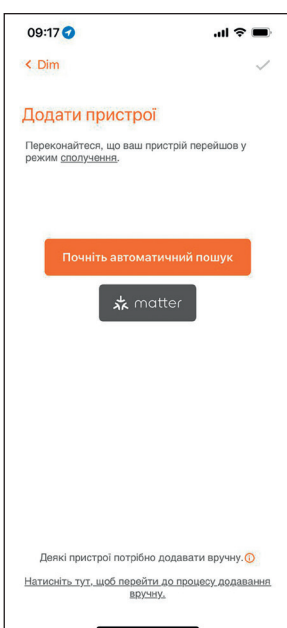 09:17
< Dim
Додати пристрої
Переконайтеся, що ваш пристрій перейшов у
режим сполучення.
Почніть автоматичний пошук
matter
Деякі пристрої потрібно додавати вручну.
Натисніть тут, щоб перейти до процесу додавання
вручну.